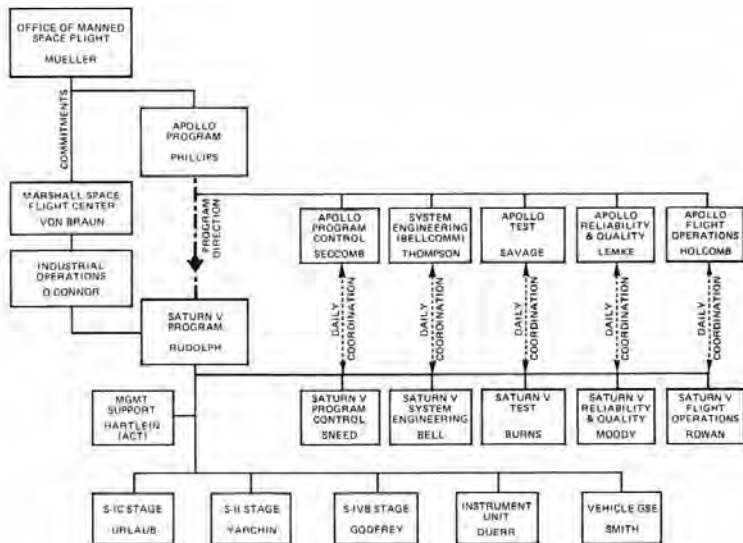 OFFICE OF MANNED
SPACE FLIGHT
MUELLER
COMMITMENTS
APOLLO
PROGRAM
PHILLIPS
MARSHALL SPACE
FLIGHT CENTER
VON BRAUN
PROGRAM
DIRECTION
INDUSTRIAL
OPERATIONS
O'CONNOR
SATURN V
PROGRAM
RUDOLPH
APOLLO
PROGRAM
CONTROL
SEOCOMB
SYSTEM
ENGINEERING
(BELLCOMM)
THOMPSON
APOLLO
TEST
SAVAGE
APOLLO
RELIABILITY
& QUALITY
LEMKE
APOLLO
FLIGHT
OPERATIONS
HOLCOMB
DAILY
COORDINATION
DAILY
COORDINATION
DAILY
COORDINATION
DAILY
COORDINATION
DAILY
COORDINATION
MGMT
SUPPORT
HARTLEIN
(ACT)
SATURN V
PROGRAM
CONTROL
SNEED
SATURN V
SYSTEM
ENGINEERING
BELL
SATURN V
TEST
BURNS
SATURN V
RELIABILITY
& QUALITY
MOODY
SATURN V
FLIGHT
OPERATIONS
ROWAN
S-IC STAGE
URLAUB
S-II STAGE
YARCHIN
S-IVB STAGE
GODFREY
INSTRUMENT
UNIT
DUERR
VEHICLE GSE
SMITH